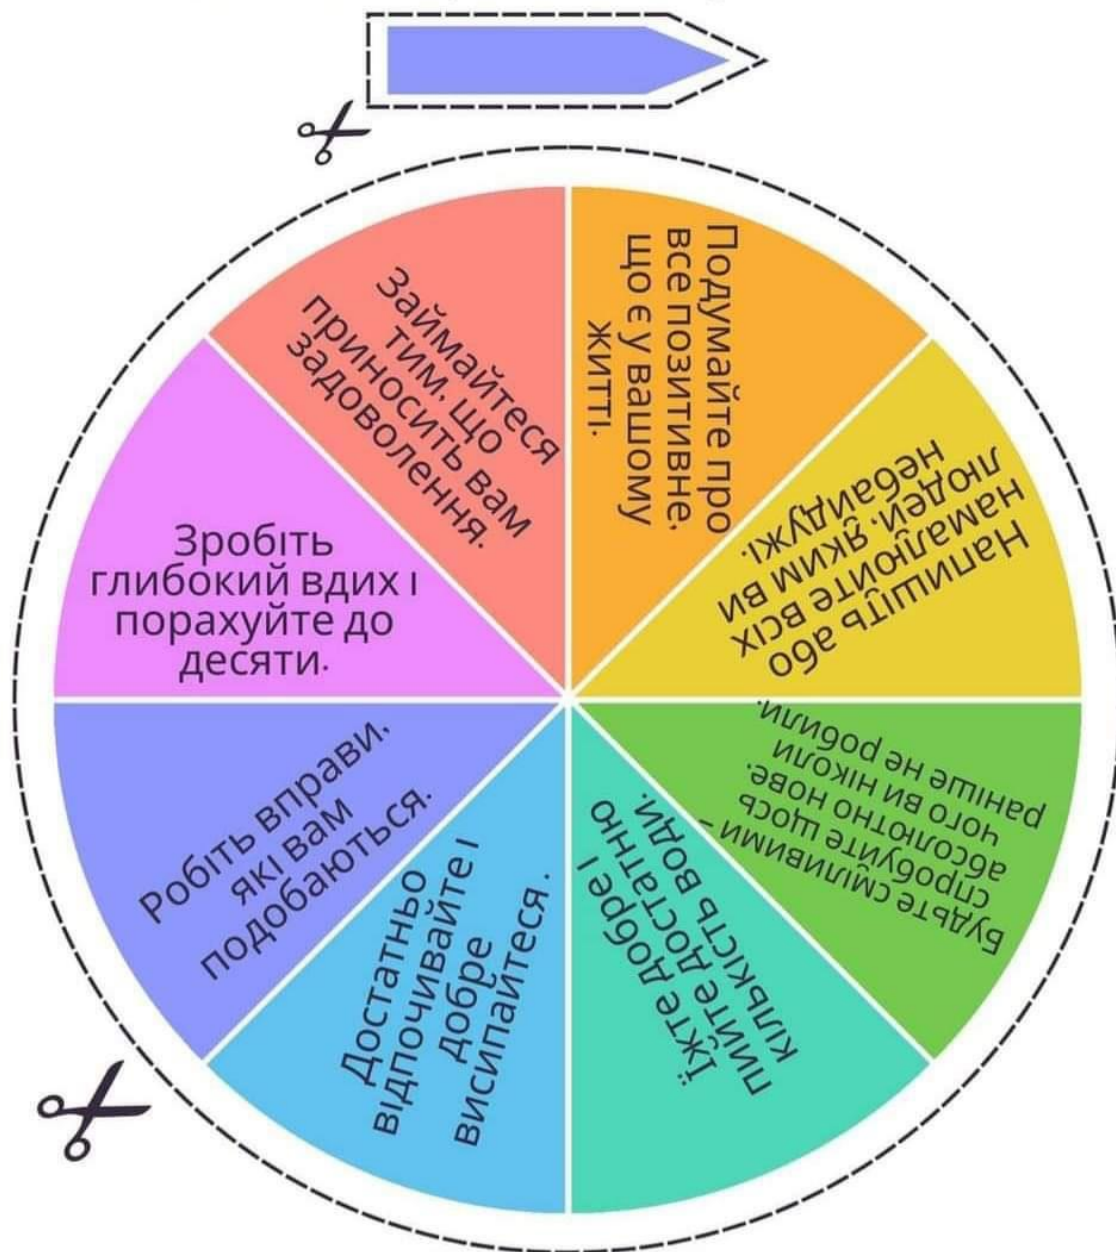 Подумайте про
все позитивне,
що є у вашому
житті.
Напишіть або
намалюйте всіх
людей, яким ви
небайдужі.
Будьте сміливими –
спробуйте щось
абсолютно нове,
чого ви ніколи
раніше не робили.
Їжте добре і
пийте достатню
кількість води.
Достатньо
відпочивайте і
добре
висипайтеся.
Робіть вправи,
які вам
подобаються.
Зробіть
глибокий вдих і
порахуйте до
десяти.
Займайтеся
тим, що
приносить вам
задоволення.